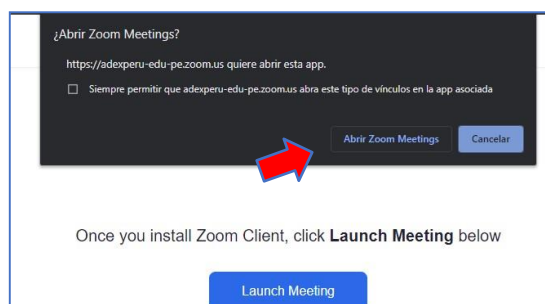 ¿Abrir Zoom Meetings?
https://adexperu-edu-pe.zoom.us quiere abrir esta app.
Siempre permitir que adexperu-edu-pe.zoom.us abra este tipo de vínculos en la app asociada
Abrir Zoom Meetings Cancelar
Once you install Zoom Client, click Launch Meeting below
Launch Meeting